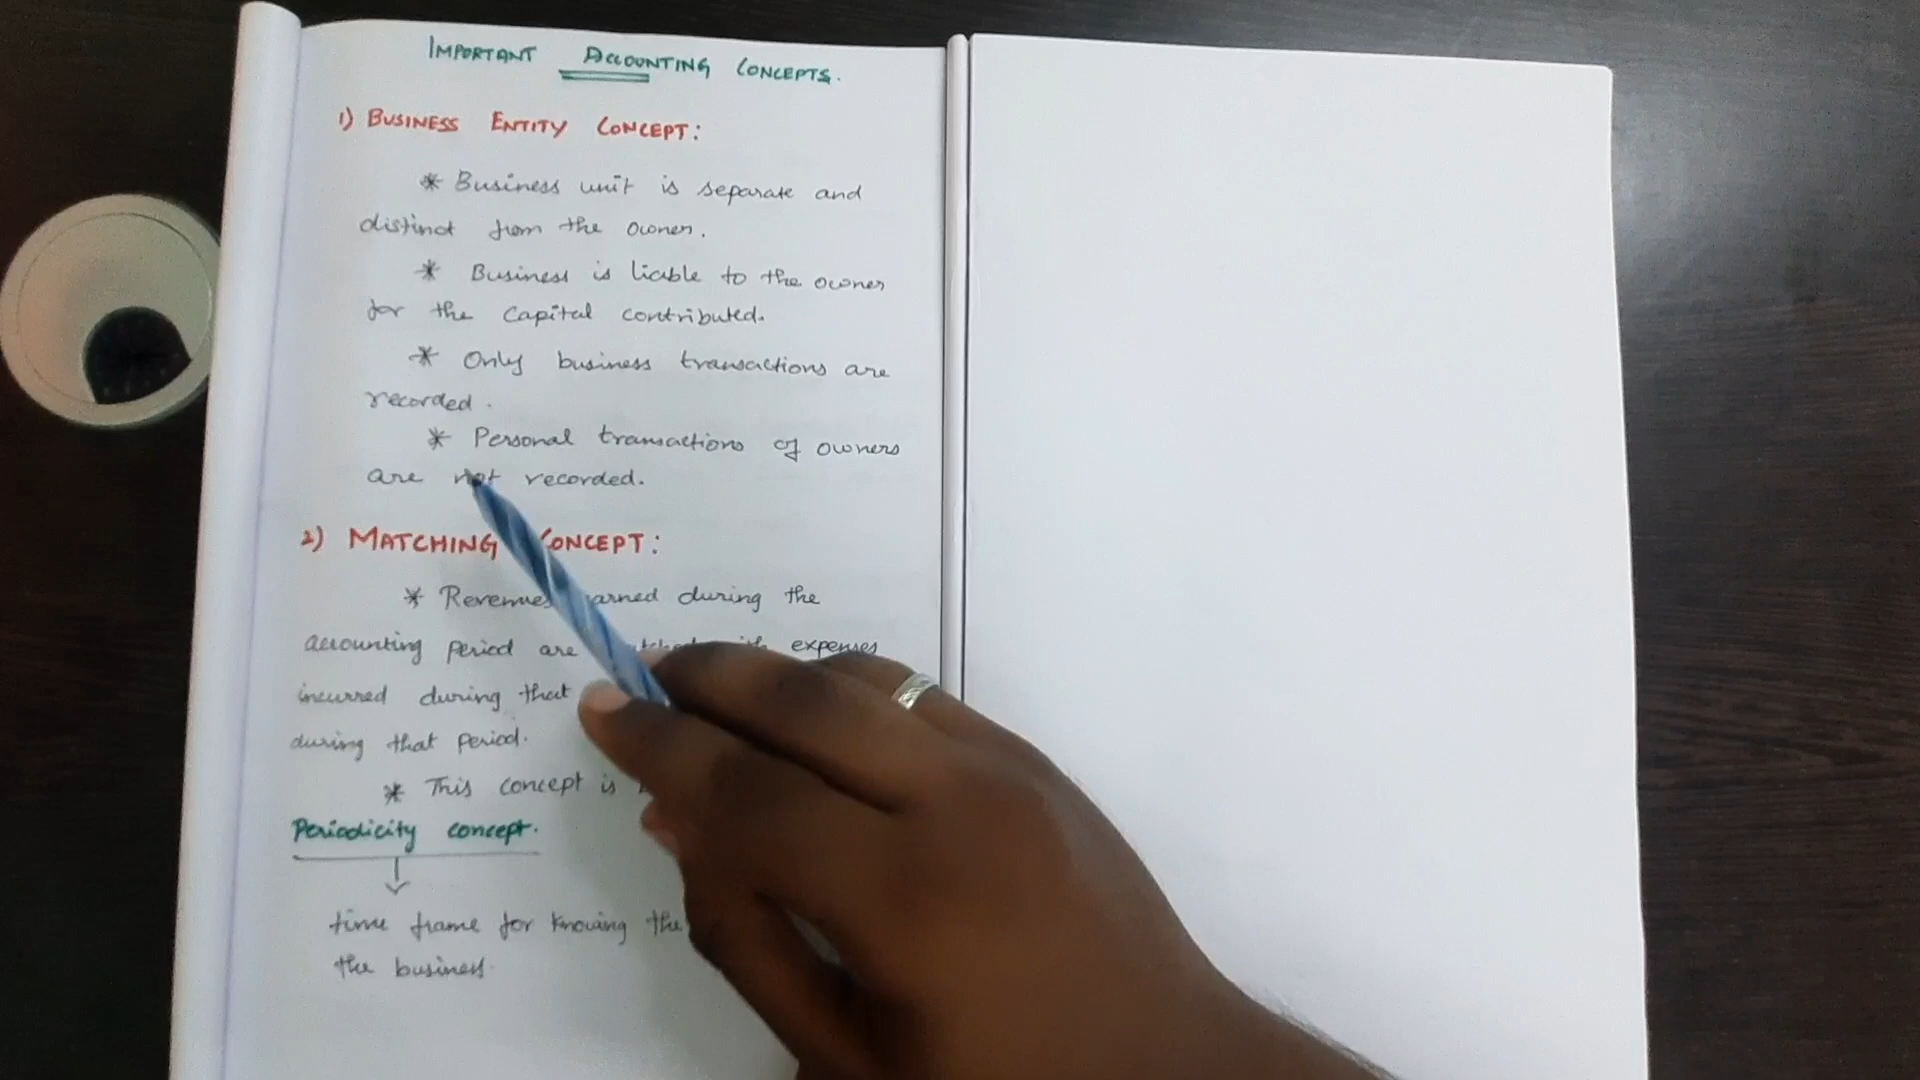 IMPORTANT ACCOUNTING CONCEPTS.
1) BUSINESS ENTITY CONCEPT:
* Business unit is separate and
distinct from the owner.
* Business is liable to the owner
for the capital contributed.
* Only business transactions are
recorded.
* Personal transactions of owners
are not recorded.
2) MATCHING CONCEPT:
* Revenues earned during the
accounting period are expenses
incurred during that
during that period.
* This concept is
Periodicity concept.
time frame for knowing the
the business.